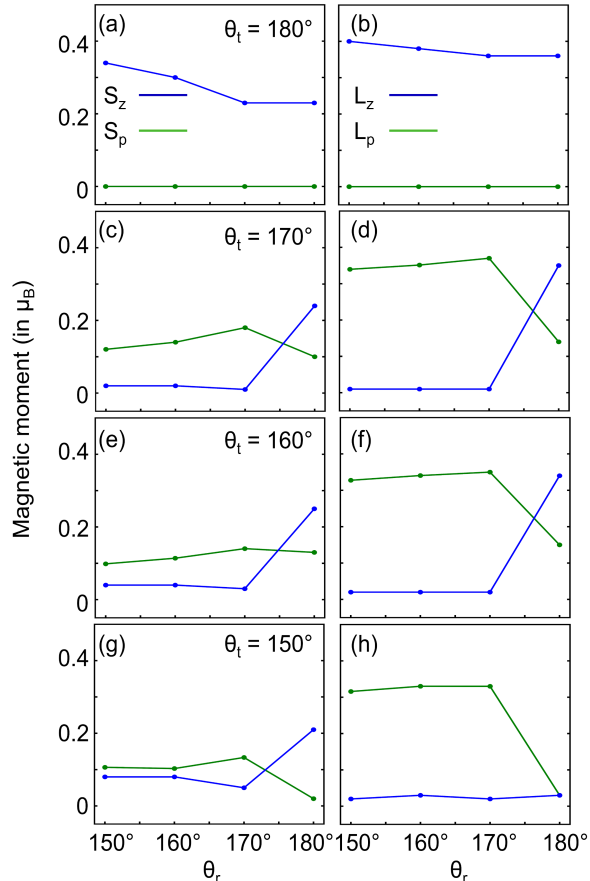 (a)
θt = 180°
(b)
0.4
Sz
Sp
Lz
Lp
0.2
0
(c)
θt = 170°
(d)
0.4
0.2
0
Magnetic moment (in μB)
(e)
θt = 160°
(f)
0.4
0.2
0
(g)
θt = 150°
(h)
0.4
0.2
0
150° 160° 170° 180°
150° 160° 170° 180°
θr
θr